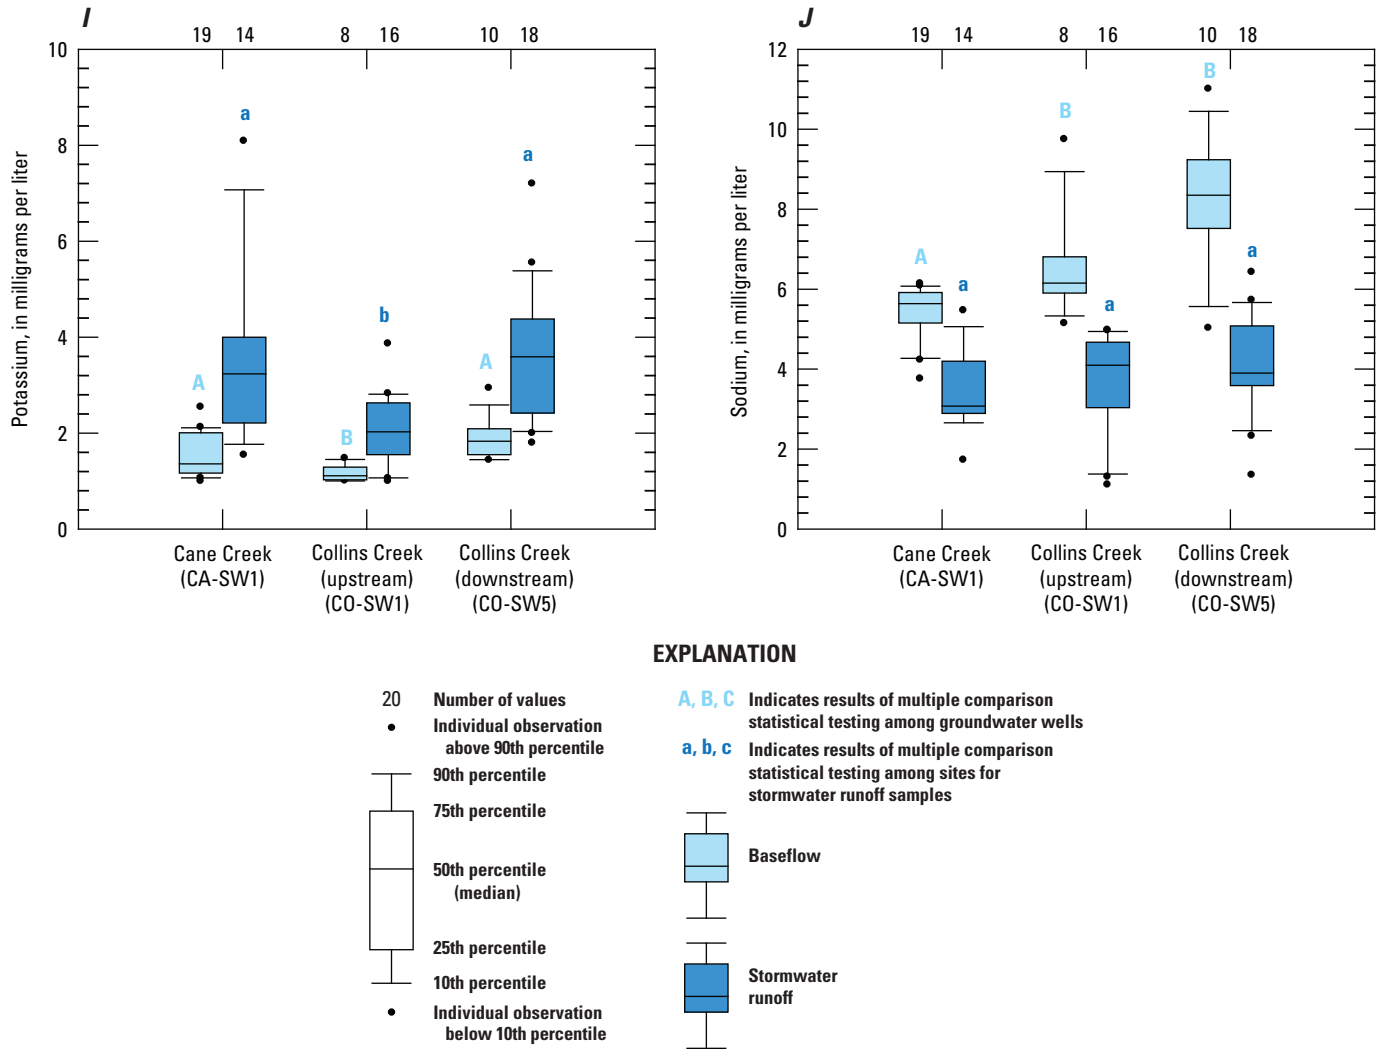 I
19 14 8 16 10 18
10
8
6
4
2
0
Potassium, in milligrams per liter
a
A
b
B
a
A
Cane Creek
(CA-SW1)
Collins Creek
(upstream)
(CO-SW1)
Collins Creek
(downstream)
(CO-SW5)
J
19 14 8 16 10 18
12
10
8
6
4
2
0
Sodium, in milligrams per liter
A
a
B
a
B
a
Cane Creek
(CA-SW1)
Collins Creek
(upstream)
(CO-SW1)
Collins Creek
(downstream)
(CO-SW5)
EXPLANATION
20 Number of values
Individual observation
above 90th percentile
90th percentile
75th percentile
50th percentile
(median)
25th percentile
10th percentile
Individual observation
below 10th percentile
A, B, C Indicates results of multiple comparison
statistical testing among groundwater wells
a, b, c Indicates results of multiple comparison
statistical testing among sites for
stormwater runoff samples
Baseflow
Stormwater
runoff